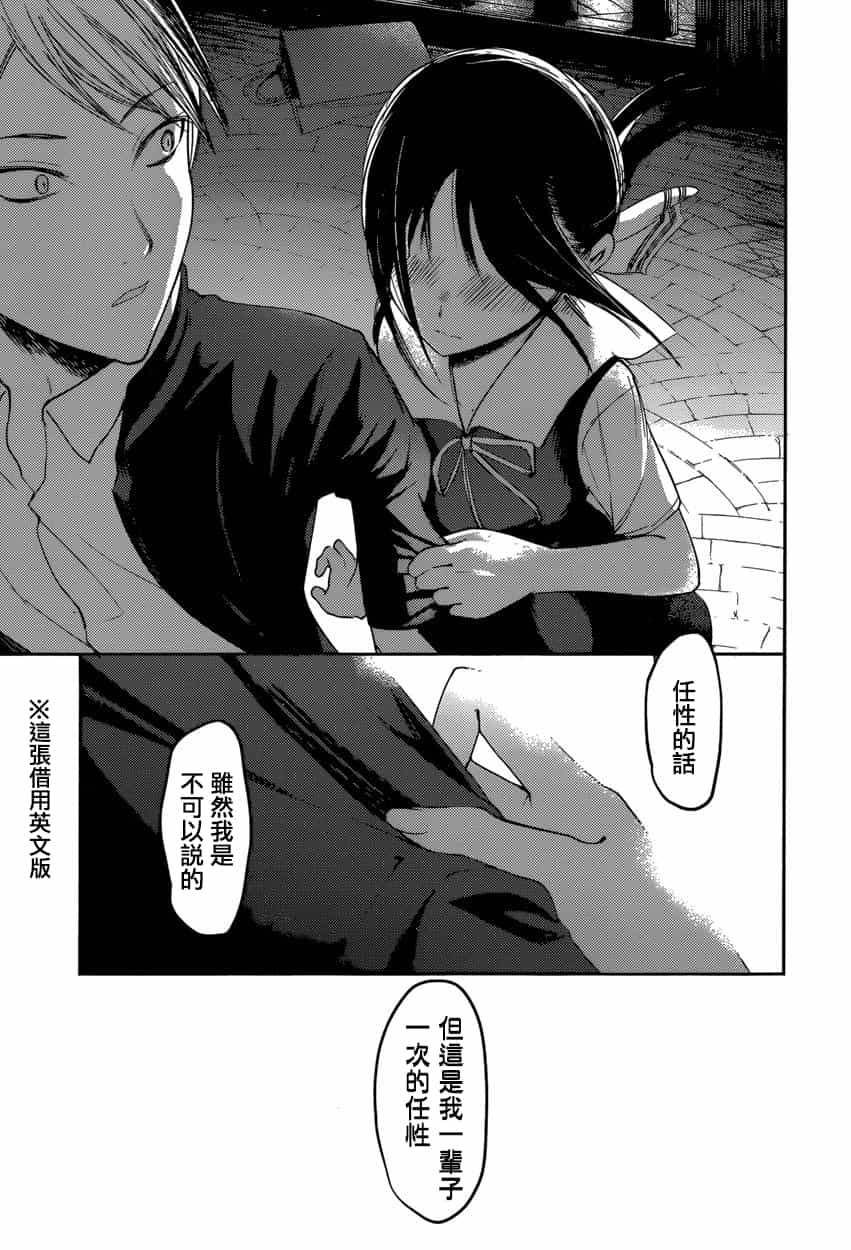 任性的話
雖然我是
不可以説的
但這是我一輩子
一次的任性
※這張借用英文版